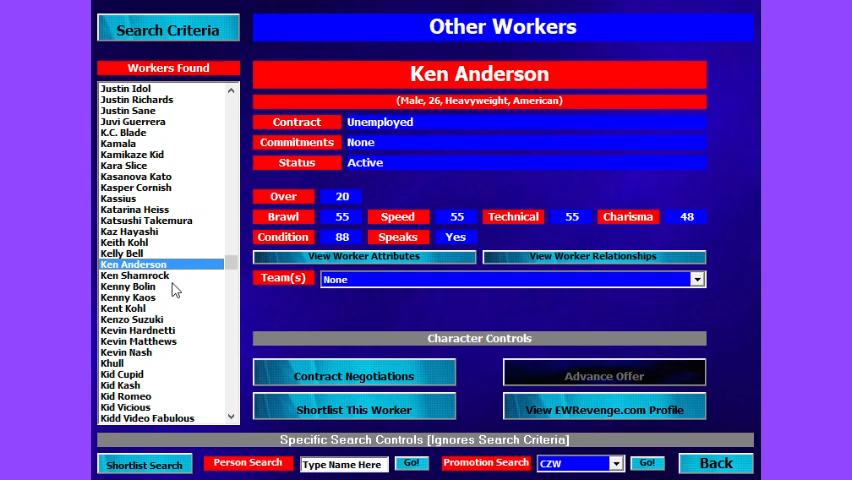 Search Criteria
Other Workers
Workers Found
Justin Idol
Justin Richards
Justin Sane
Juvi Guerrera
K.C. Blade
Kamala
Kamikaze Kid
Kara Slice
Kasanova Kato
Kasper Cornish
Kassius
Katarina Heiss
Katsushi Takemura
Kaz Hayashi
Keith Kohl
Kelly Bell
Ken Anderson
Ken Shamrock
Kenny Bolin
Kenny Kaos
Kent Kohl
Kenzo Suzuki
Kevin Hardnetti
Kevin Matthews
Kevin Nash
Khull
Kid Cupid
Kid Kash
Kid Romeo
Kid Vicious
Kidd Video Fabulous
Ken Anderson
(Male, 26, Heavyweight, American)
Contract Unemployed
Commitments None
Status Active
Over 20
Brawl 55 Speed 55 Technical 55 Charisma 48
Condition 88 Speaks Yes
View Worker Attributes View Worker Relationships
Team(s) None
Character Controls
Contract Negotiations Advance Offer
Shortlist This Worker View EWRevenge.com Profile
Specific Search Controls [Ignores Search Criteria]
Shortlist Search Person Search Type Name Here Go! Promotion Search CZW Go! Back